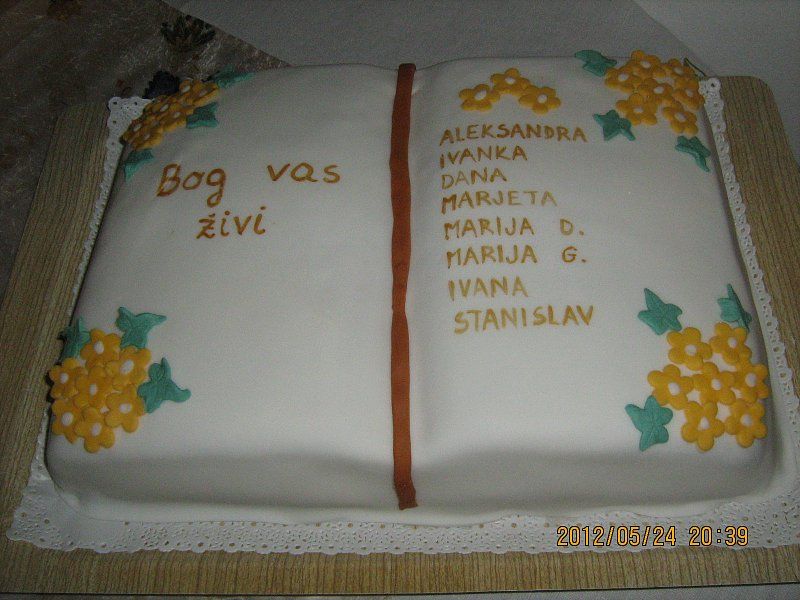 Bog vas
živi
ALEKSANDRA
IVANKA
DANA
MARJETA
MARIJA D.
MARIJA G.
IVANA
STANISLAV
2012/05/24 20:39